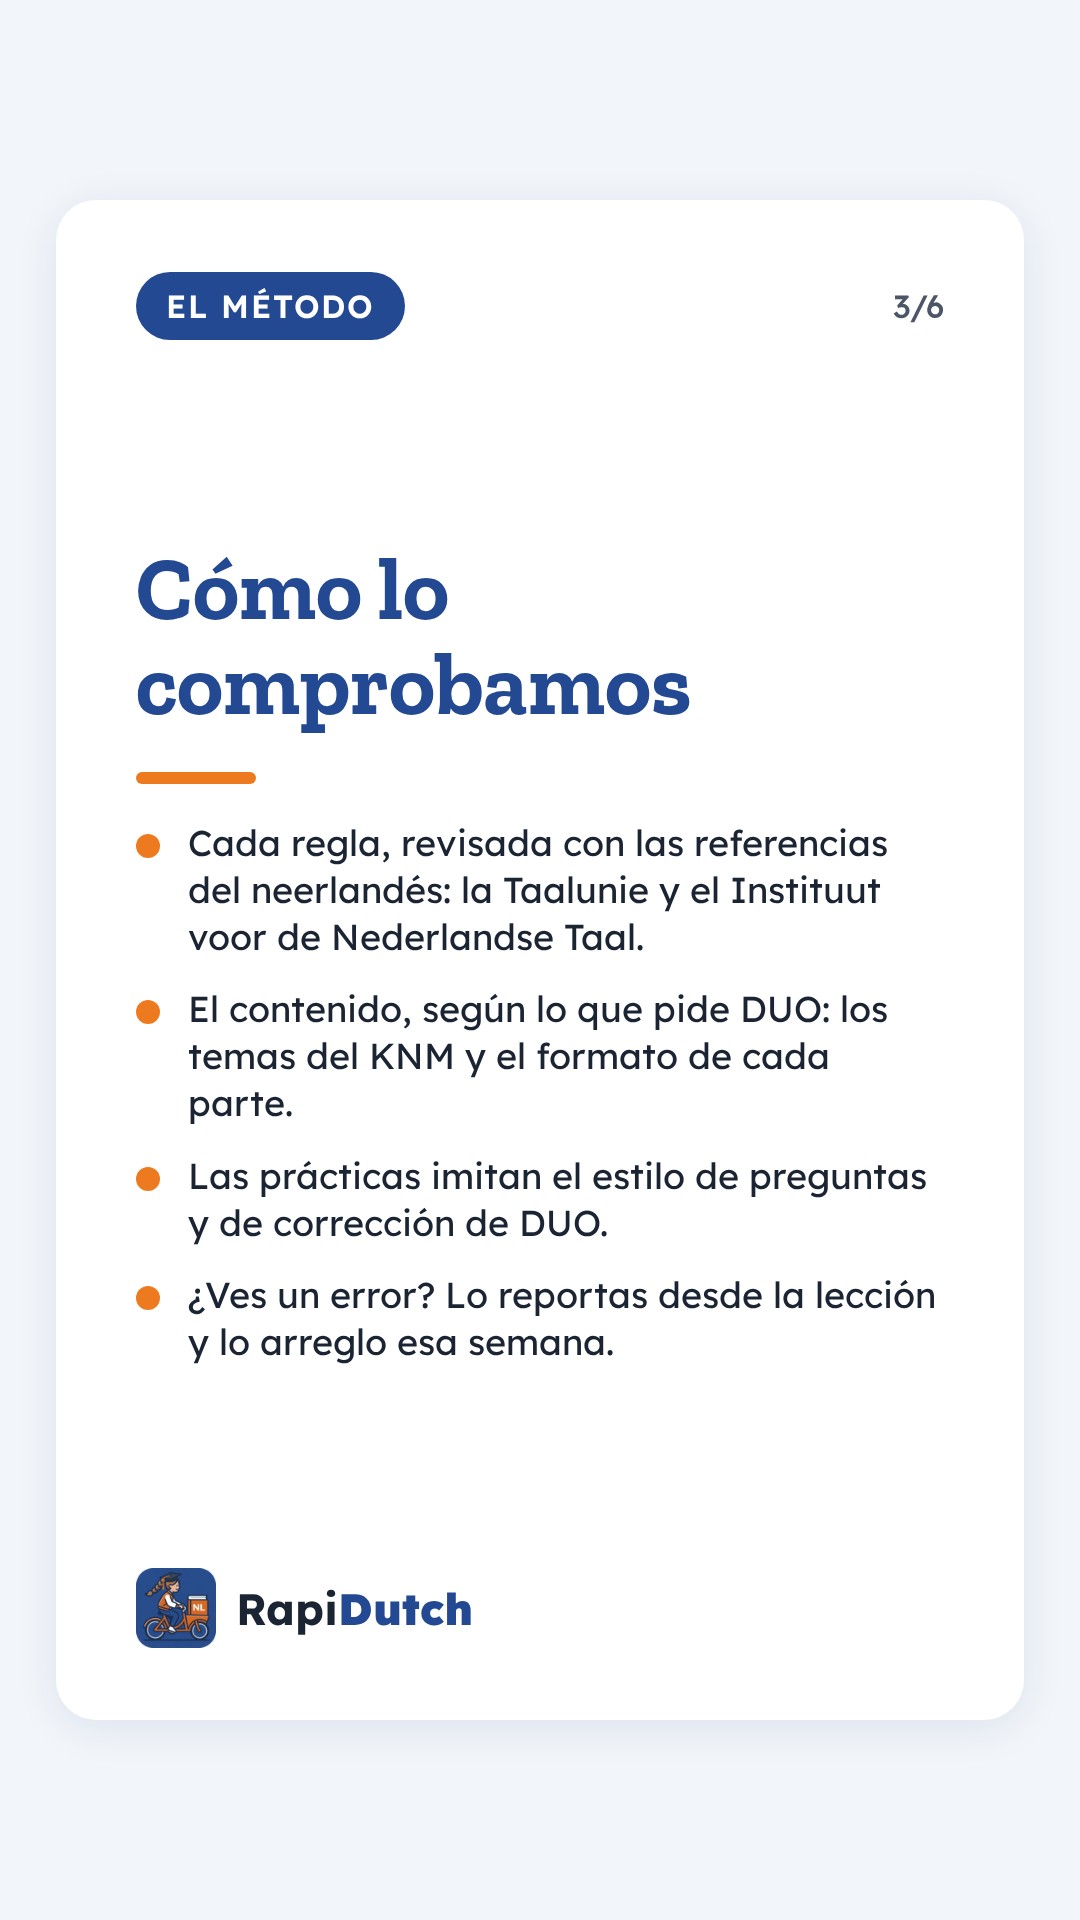 EL MÉTODO
3/6
Cómo lo
comprobamos
Cada regla, revisada con las referencias
del neerlandés: la Taalunie y el Instituut
voor de Nederlandse Taal.
El contenido, según lo que pide DUO: los
temas del KNM y el formato de cada
parte.
Las prácticas imitan el estilo de preguntas
y de corrección de DUO.
¿Ves un error? Lo reportas desde la lección
y lo arreglo esa semana.
NL
RapiDutch